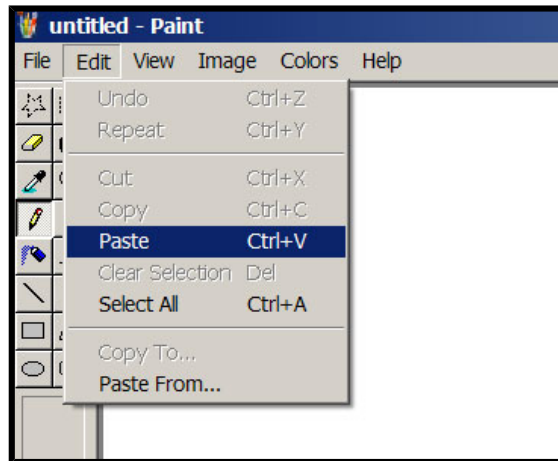 untitled - Paint
File Edit View Image Colors Help
Undo Ctrl+Z
Repeat Ctrl+Y
Cut Ctrl+X
Copy Ctrl+C
Paste Ctrl+V
Clear Selection Del
Select All Ctrl+A
Copy To...
Paste From...